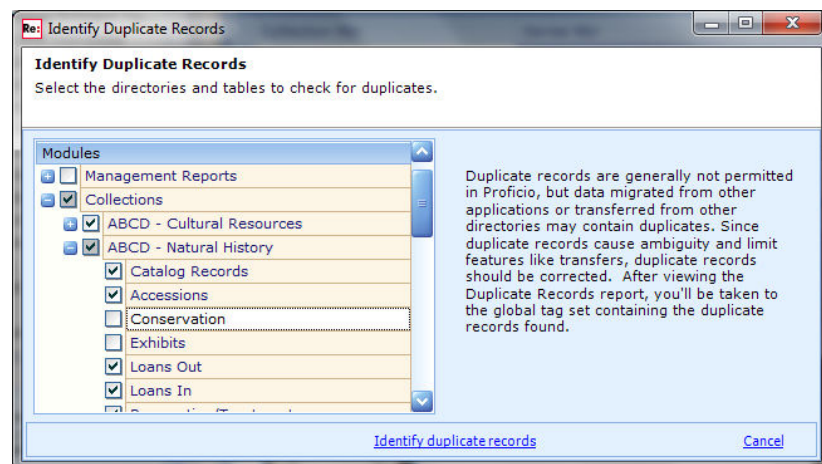 Re: Identify Duplicate Records
Identify Duplicate Records
Select the directories and tables to check for duplicates.
Modules
Management Reports
Collections
ABCD - Cultural Resources
ABCD - Natural History
Catalog Records
Accessions
Conservation
Exhibits
Loans Out
Loans In
Duplicate records are generally not permitted
in Proficio, but data migrated from other
applications or transferred from other
directories may contain duplicates. Since
duplicate records cause ambiguity and limit
features like transfers, duplicate records
should be corrected. After viewing the
Duplicate Records report, you'll be taken to
the global tag set containing the duplicate
records found.
Identify duplicate records
Cancel